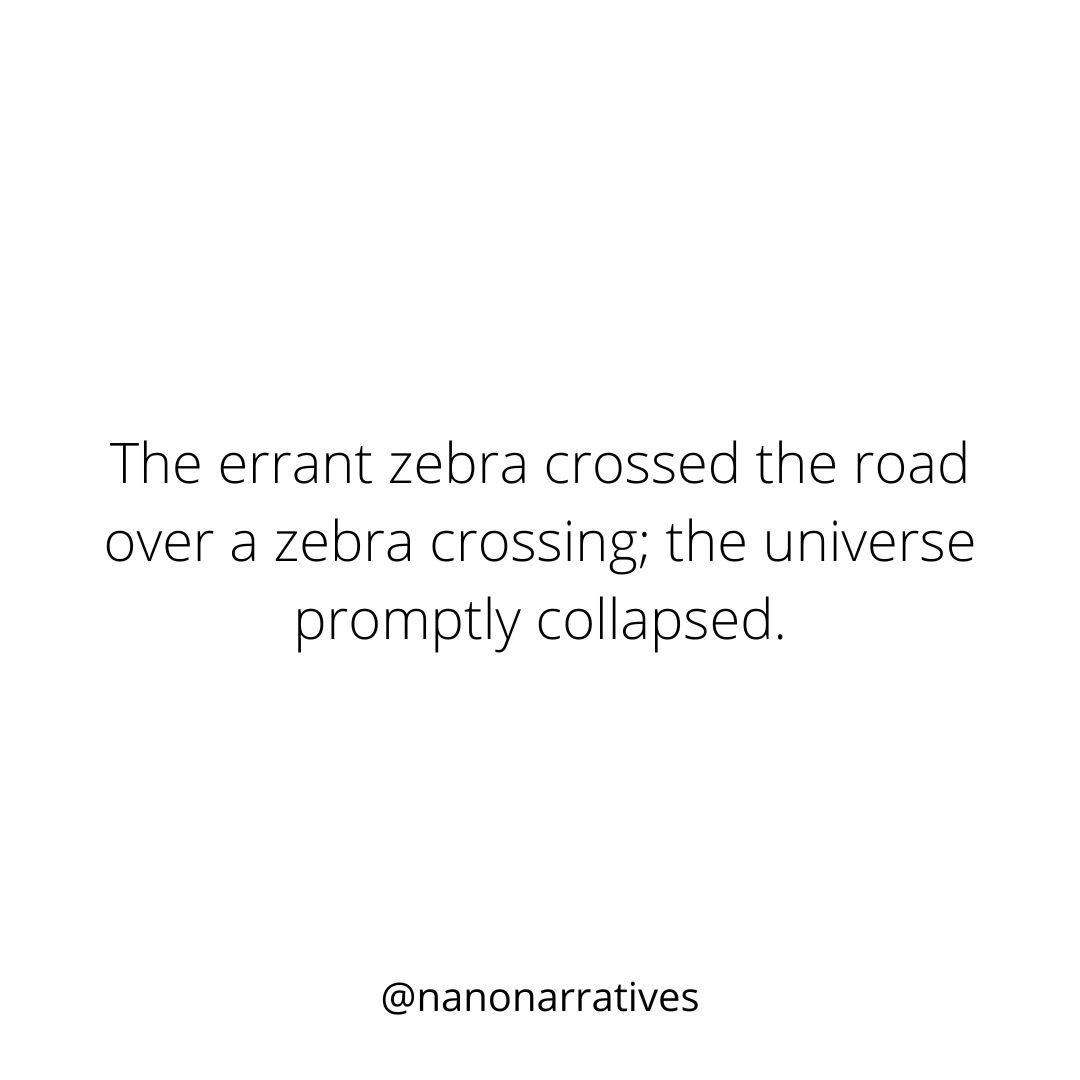 The errant zebra crossed the road
over a zebra crossing; the universe
promptly collapsed.
@nanonarratives